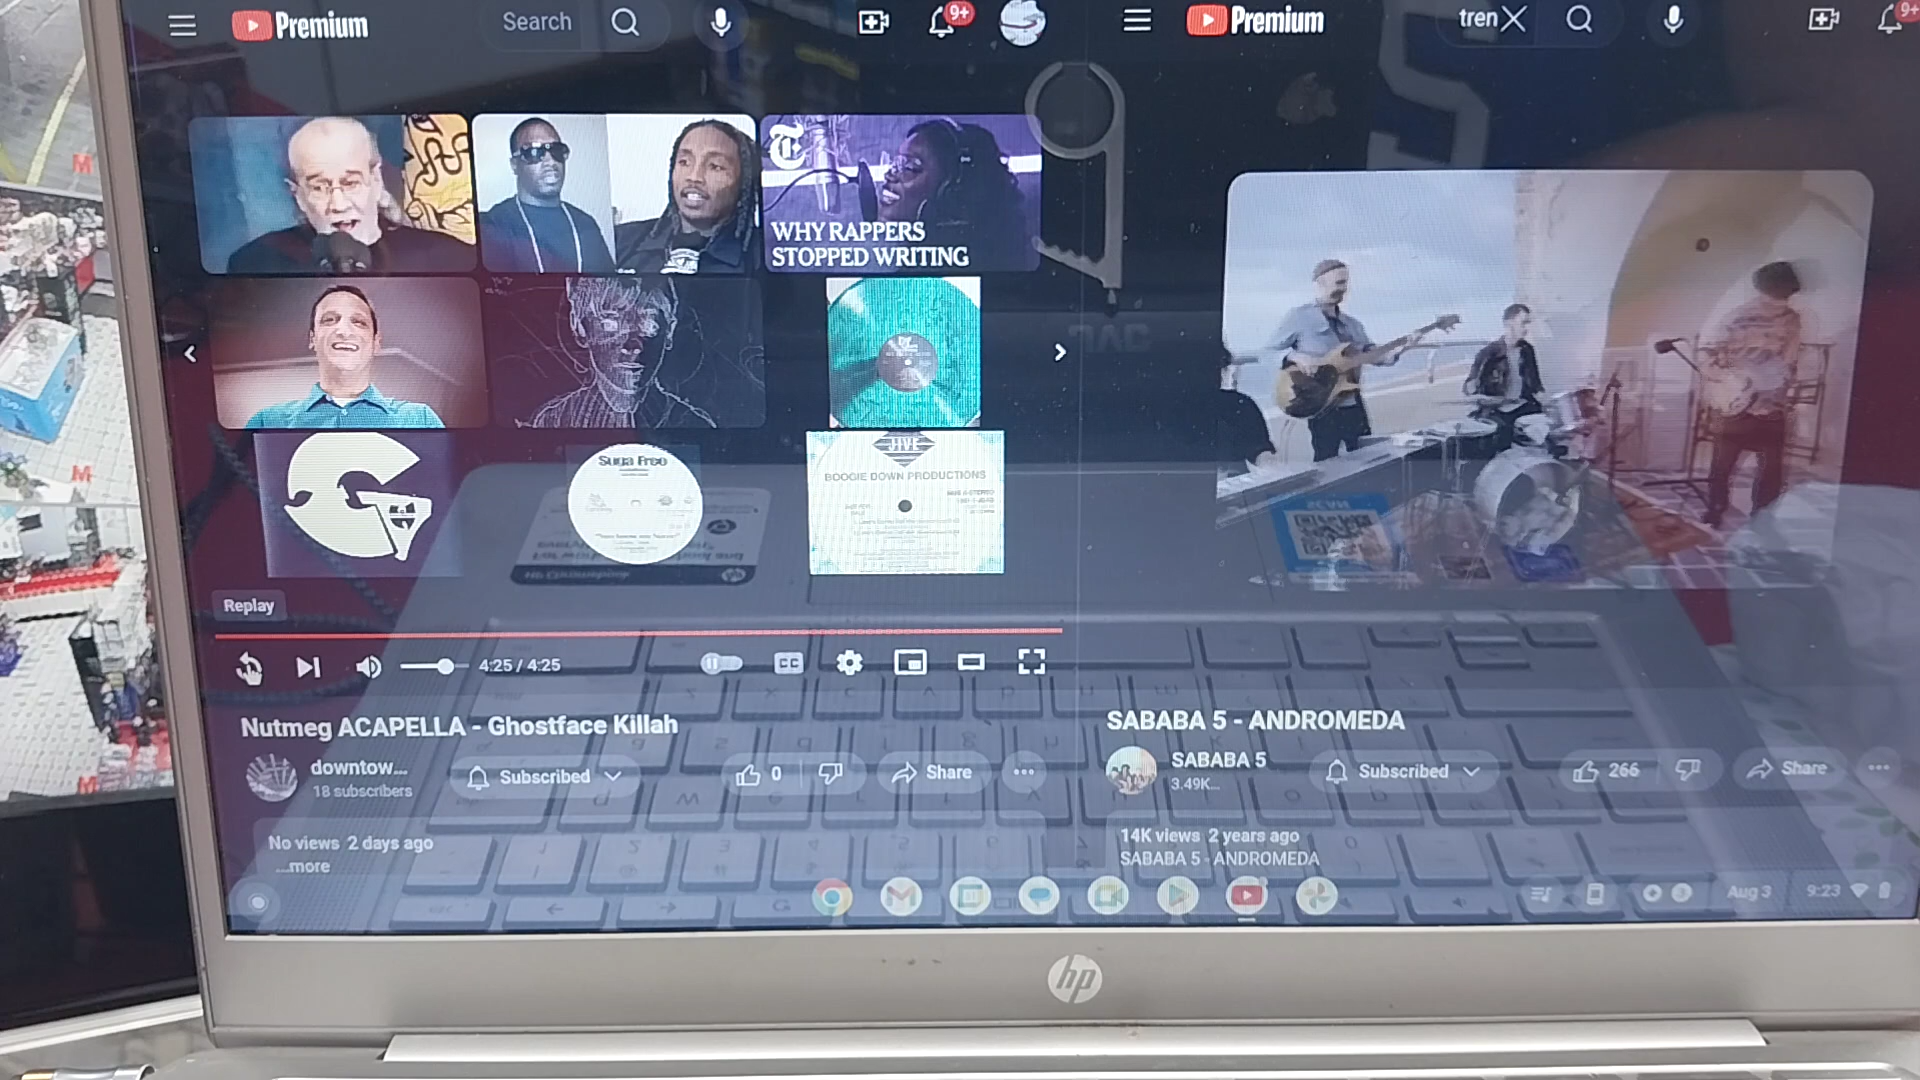 Premium
Search
9+
Premium
tren
9+
WHY RAPPERS
STOPPED WRITING
Suga Free
JIVE
BOOGIE DOWN PRODUCTIONS
Replay
4:25 / 4:25
CC
Nutmeg ACAPELLA - Ghostface Killah
downtow...
18 subscribers
Subscribed
0
Share
No views 2 days ago
...more
SABABA 5 - ANDROMEDA
SABABA 5
3.49K...
Subscribed
266
Share
14K views 2 years ago
SABABA 5 - ANDROMEDA
Aug 3
9:23
hp